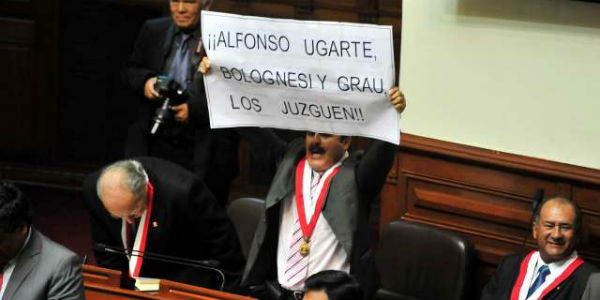 ¡¡ALFONSO UGARTE,
BOLOGNESI Y GRAU,
LOS JUZGUEN!!